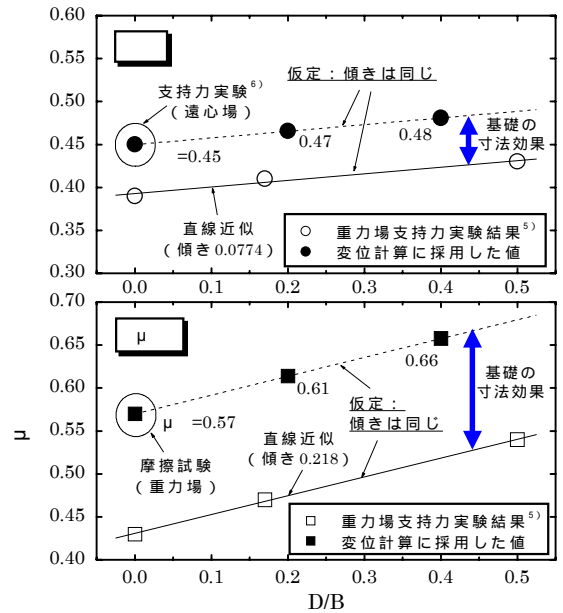 0.60
0.55
0.50
0.45
0.40
0.35
0.30
支持力実験6)
(遠心場)
仮定：傾きは同じ
=0.45
0.47
0.48
基礎の
寸法効果
直線近似
(傾き0.0774)
重力場支持力実験結果5)
変位計算に採用した値
0.0 0.1 0.2 0.3 0.4 0.5
μ
0.70
0.65
0.60
0.55
0.50
0.45
0.40
μ
μ =0.57
0.61
0.66
摩擦試験
(重力場)
仮定：
傾きは同じ
直線近似
(傾き0.218)
基礎の
寸法効果
重力場支持力実験結果5)
変位計算に採用した値
0.0 0.1 0.2 0.3 0.4 0.5
D/B